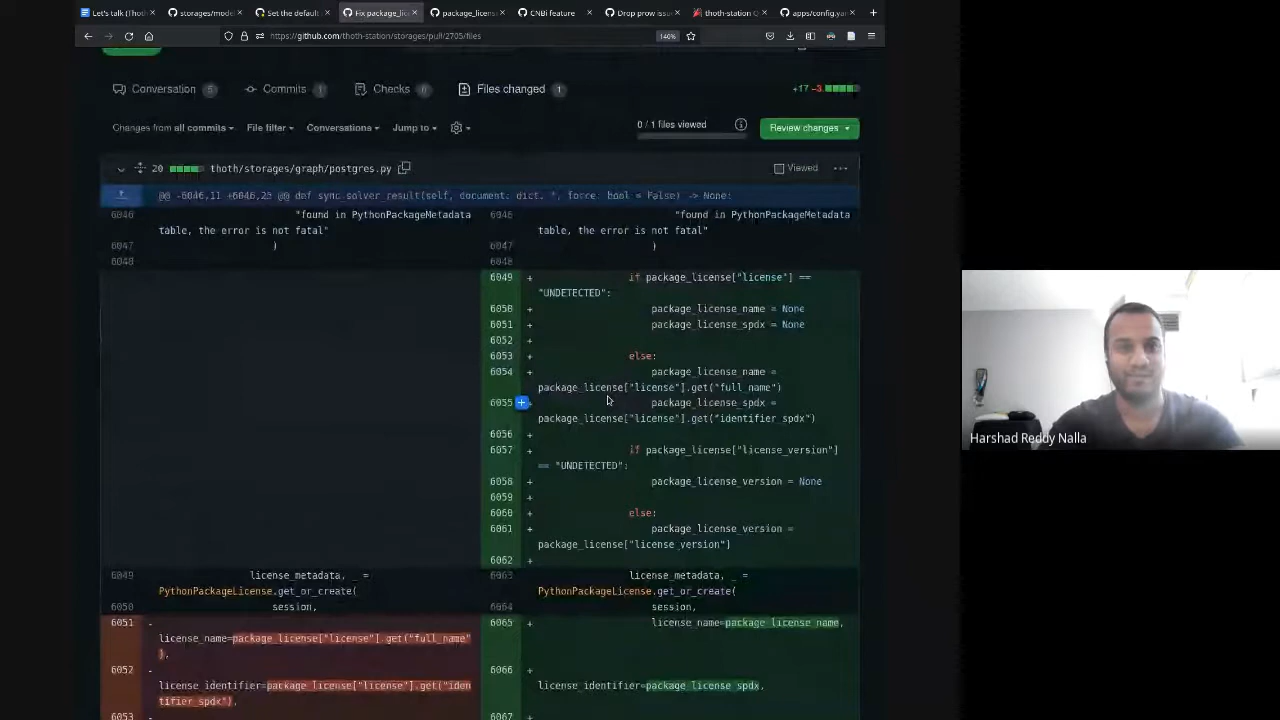 Let's talk (Thot
storages/mode
Set the default
Fix package_lic
package_licens
CNBi feature
Drop prow issu
thoth-station O
apps/config.yam
https://github.com/thoth-station/storages/pull/2705/files
140%
Conversation 5
Commits 1
Checks 0
Files changed 1
+17 −3
Changes from all commits
File filter
Conversations
Jump to
0 / 1 files viewed
Review changes
20 thoth/storages/graph/postgres.py
Viewed
@@ -6046,11 +6046,25 @@ def sync_solver_result(self, document: dict, *, force: bool = False) -> None:
6046 "found in PythonPackageMetadata
table, the error is not fatal"
6047 )
6048
6046 "found in PythonPackageMetadata
table, the error is not fatal"
6047 )
6048
6049 + if package_license["license"] ==
"UNDETECTED":
6050 + package_license_name = None
6051 + package_license_spdx = None
6052 +
6053 + else:
6054 + package_license_name =
package_license["license"].get("full_name")
6055 + package_license_spdx =
package_license["license"].get("identifier_spdx")
6056 +
6057 + if package_license["license_version"]
== "UNDETECTED":
6058 + package_license_version = None
6059 +
6060 + else:
6061 + package_license_version =
package_license["license_version"]
6062 +
6049 license_metadata, _ =
PythonPackageLicense.get_or_create(
6050 session,
6051 -
license_name=package_license["license"].get("full_name"
),
6052 -
license_identifier=package_license["license"].get("iden
tifier_spdx"),
6053 -
6063 license_metadata, _ =
PythonPackageLicense.get_or_create(
6064 session,
6065 + license_name=package_license_name,
6066 +
license_identifier=package_license_spdx,
6067 +
Harshad Reddy Nalla